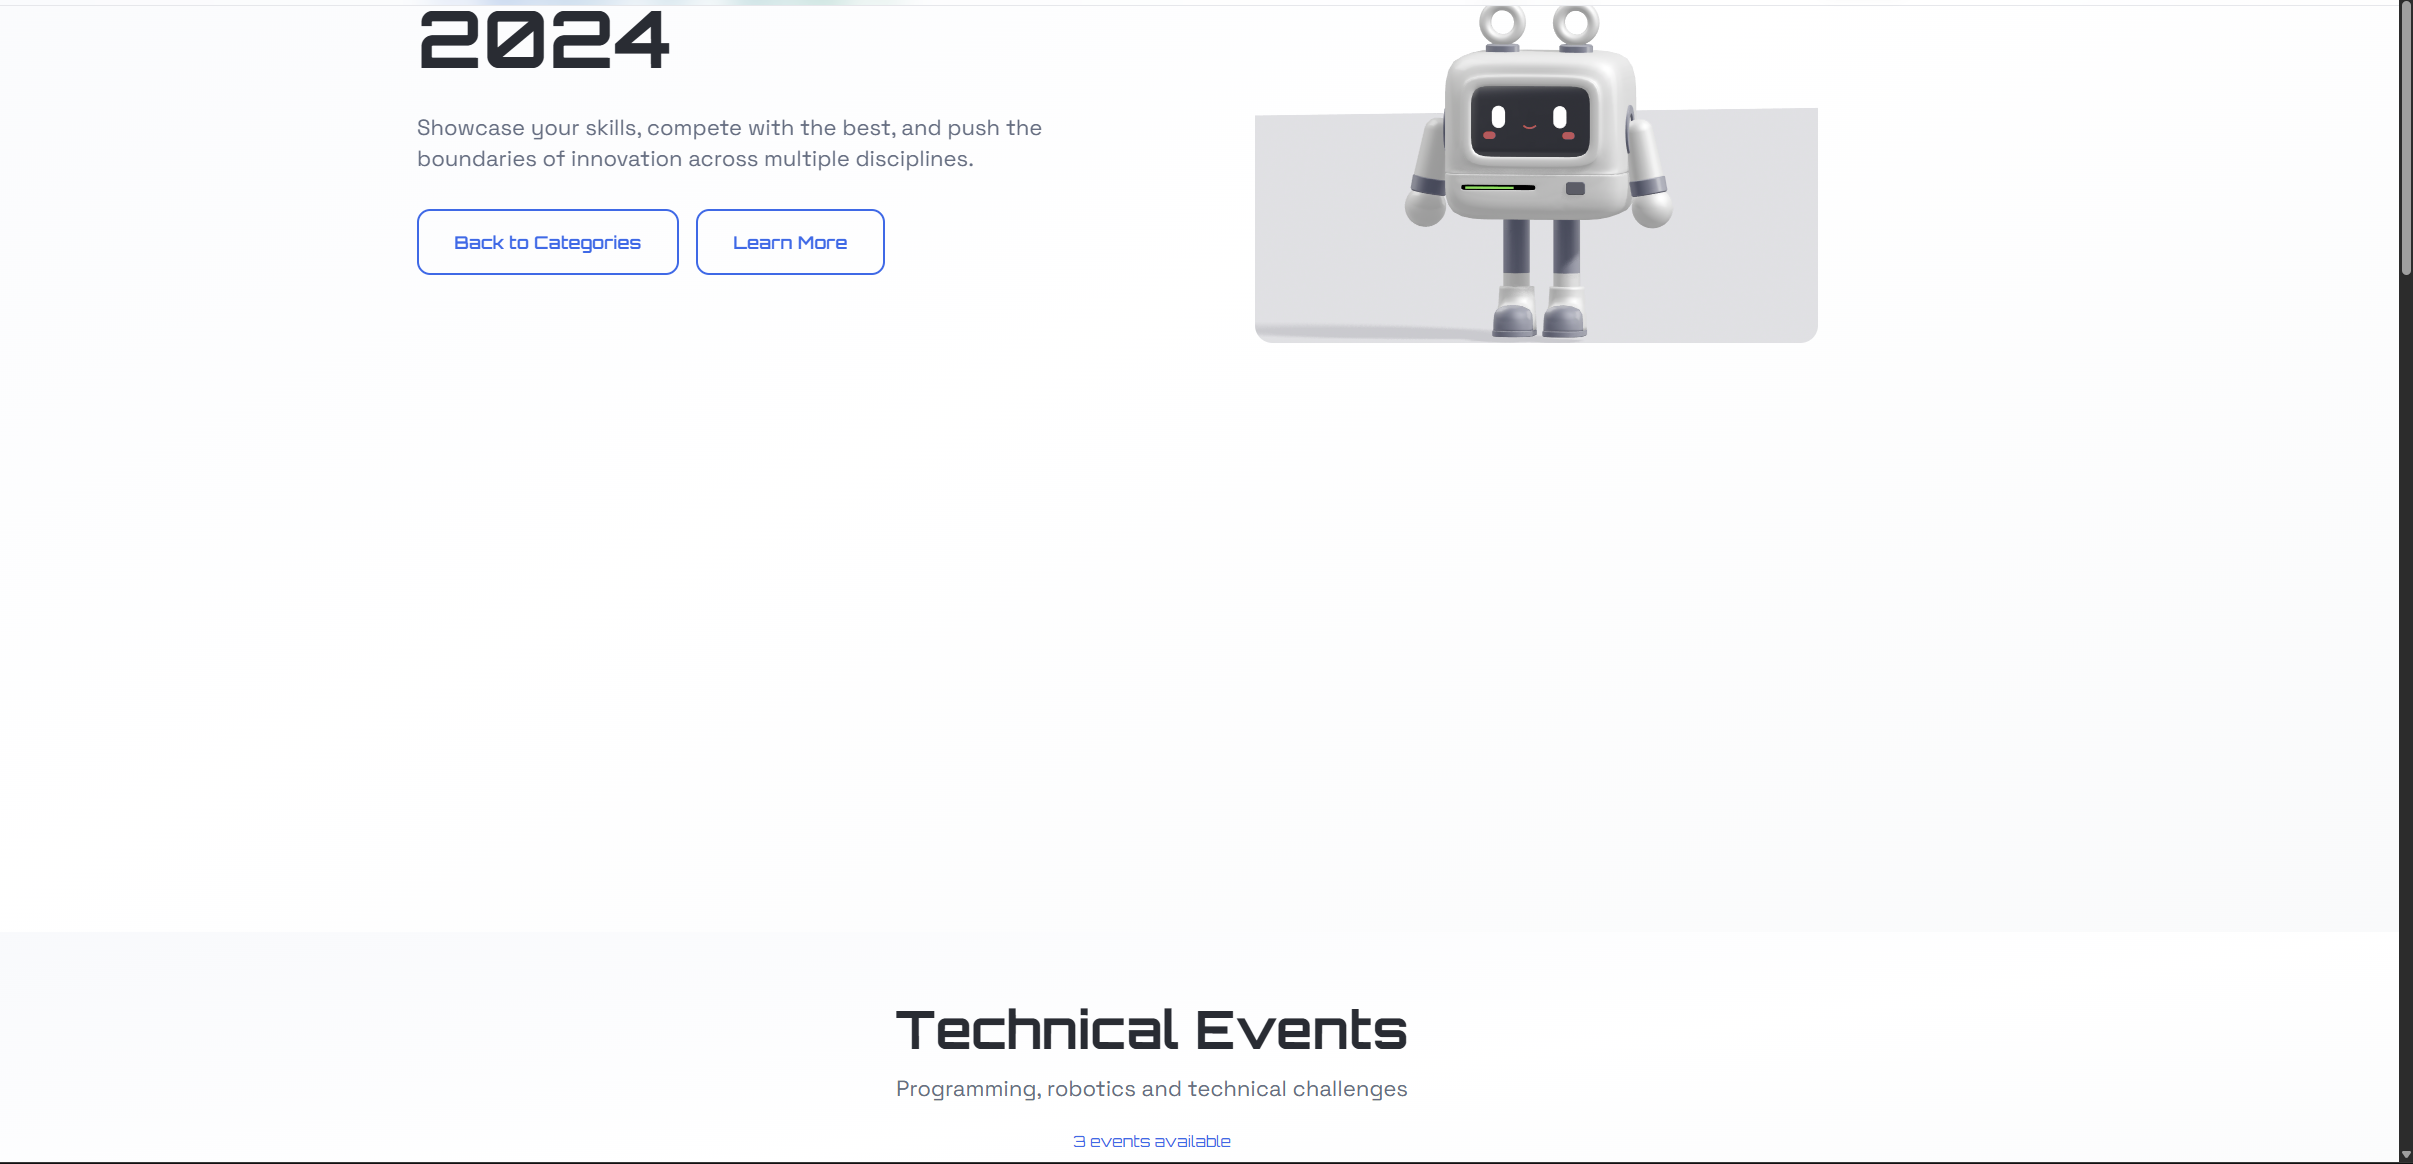 2024
Showcase your skills, compete with the best, and push the
boundaries of innovation across multiple disciplines.
Back to Categories
Learn More
Technical Events
Programming, robotics and technical challenges
3 events available